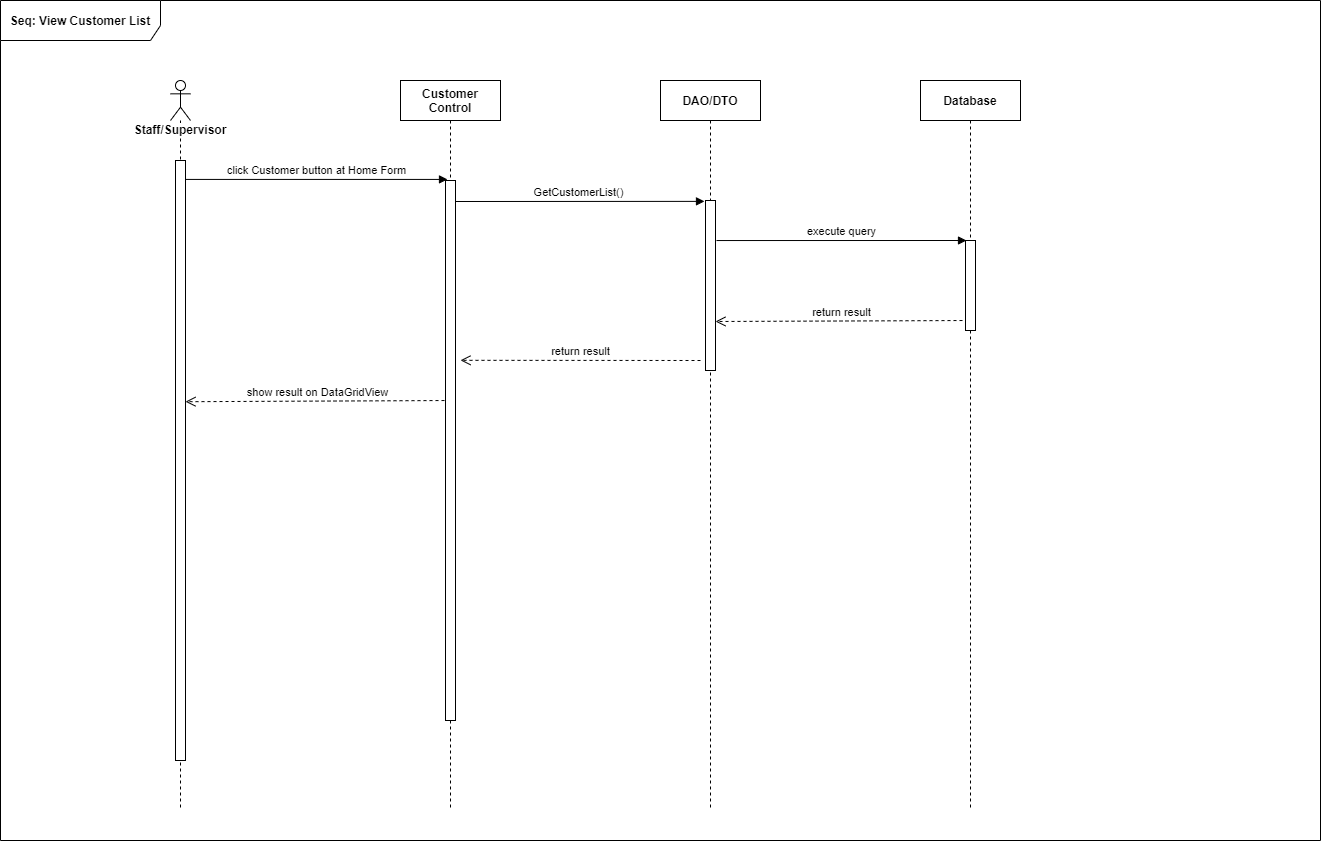 Seq: View Customer List
Staff/Supervisor
Customer
Control
DAO/DTO
Database
click Customer button at Home Form
GetCustomerList()
execute query
return result
return result
show result on DataGridView